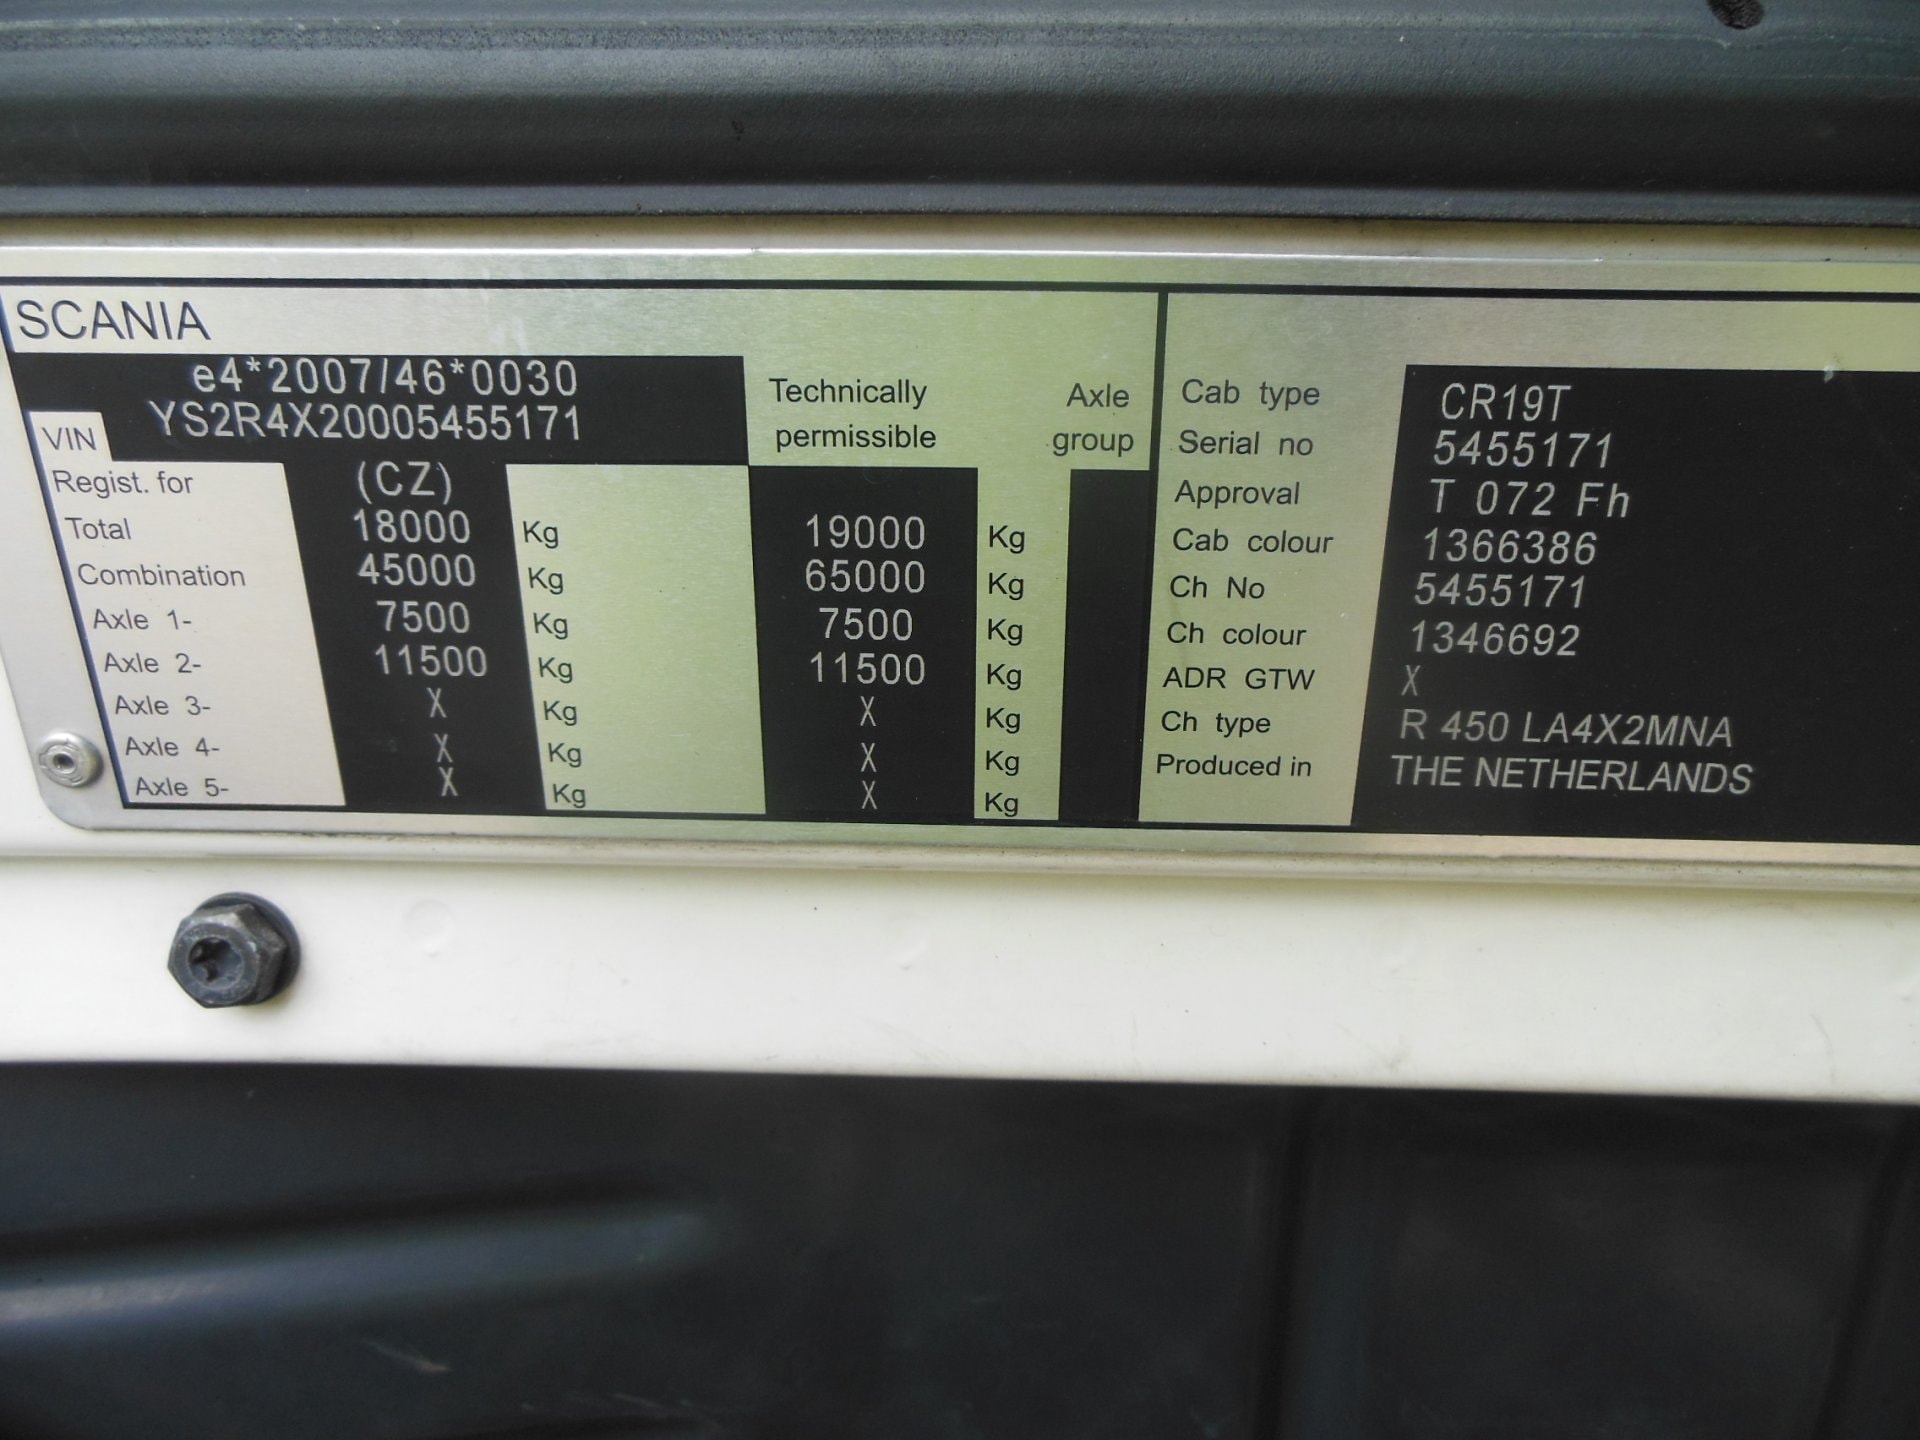 SCANIA
e4*2007/46*0030
VIN YS2R4X20005455171
Technically permissible Axle group
Regist. for (CZ)
Total 18000 Kg 19000 Kg
Combination 45000 Kg 65000 Kg
Axle 1- 7500 Kg 7500 Kg
Axle 2- 11500 Kg 11500 Kg
Axle 3- X Kg X Kg
Axle 4- X Kg X Kg
Axle 5- X Kg X Kg
Cab type CR19T
Serial no 5455171
Approval T 072 Fh
Cab colour 1366386
Ch No 5455171
Ch colour 1346692
ADR GTW X
Ch type R 450 LA4X2MNA
Produced in THE NETHERLANDS